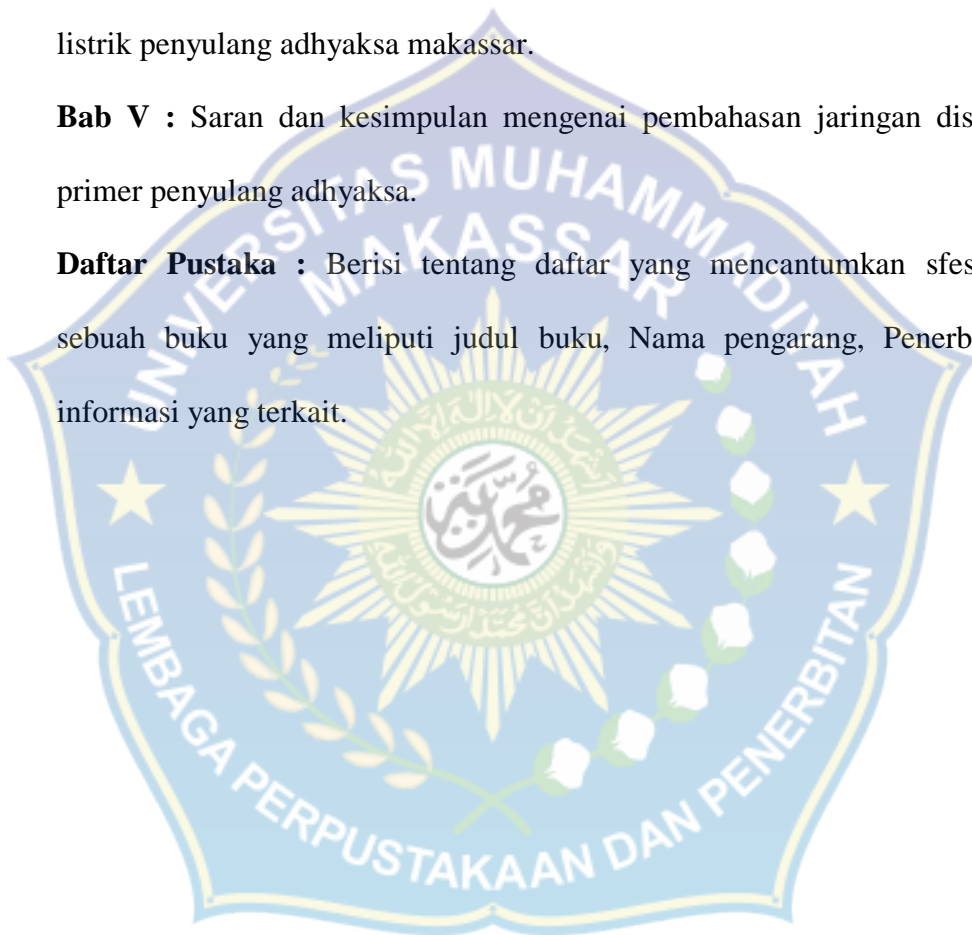 listrik penyulang adhyaksa makassar.
Bab V : Saran dan kesimpulan mengenai pembahasan jaringan dis
primer penyulang adhyaksa.
Daftar Pustaka : Berisi tentang daftar yang mencantumkan sfes
sebuah buku yang meliputi judul buku, Nama pengarang, Penerb
informasi yang terkait.
UNIVERSITAS MUHAMMADIYAH
MAKASSAR
LEMBAGA PERPUSTAKAAN DAN PENERBITAN